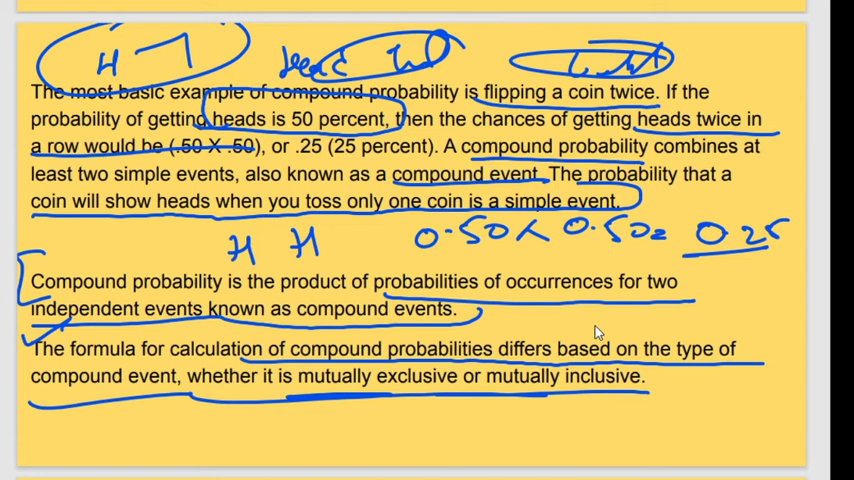 H T Head
The most basic example of compound probability is flipping a coin twice. If the
probability of getting heads is 50 percent, then the chances of getting heads twice in
a row would be (.50 X .50), or .25 (25 percent). A compound probability combines at
least two simple events, also known as a compound event. The probability that a
coin will show heads when you toss only one coin is a simple event.
H H 0.50 X 0.50 = 0.25
Compound probability is the product of probabilities of occurrences for two
independent events known as compound events.
The formula for calculation of compound probabilities differs based on the type of
compound event, whether it is mutually exclusive or mutually inclusive.